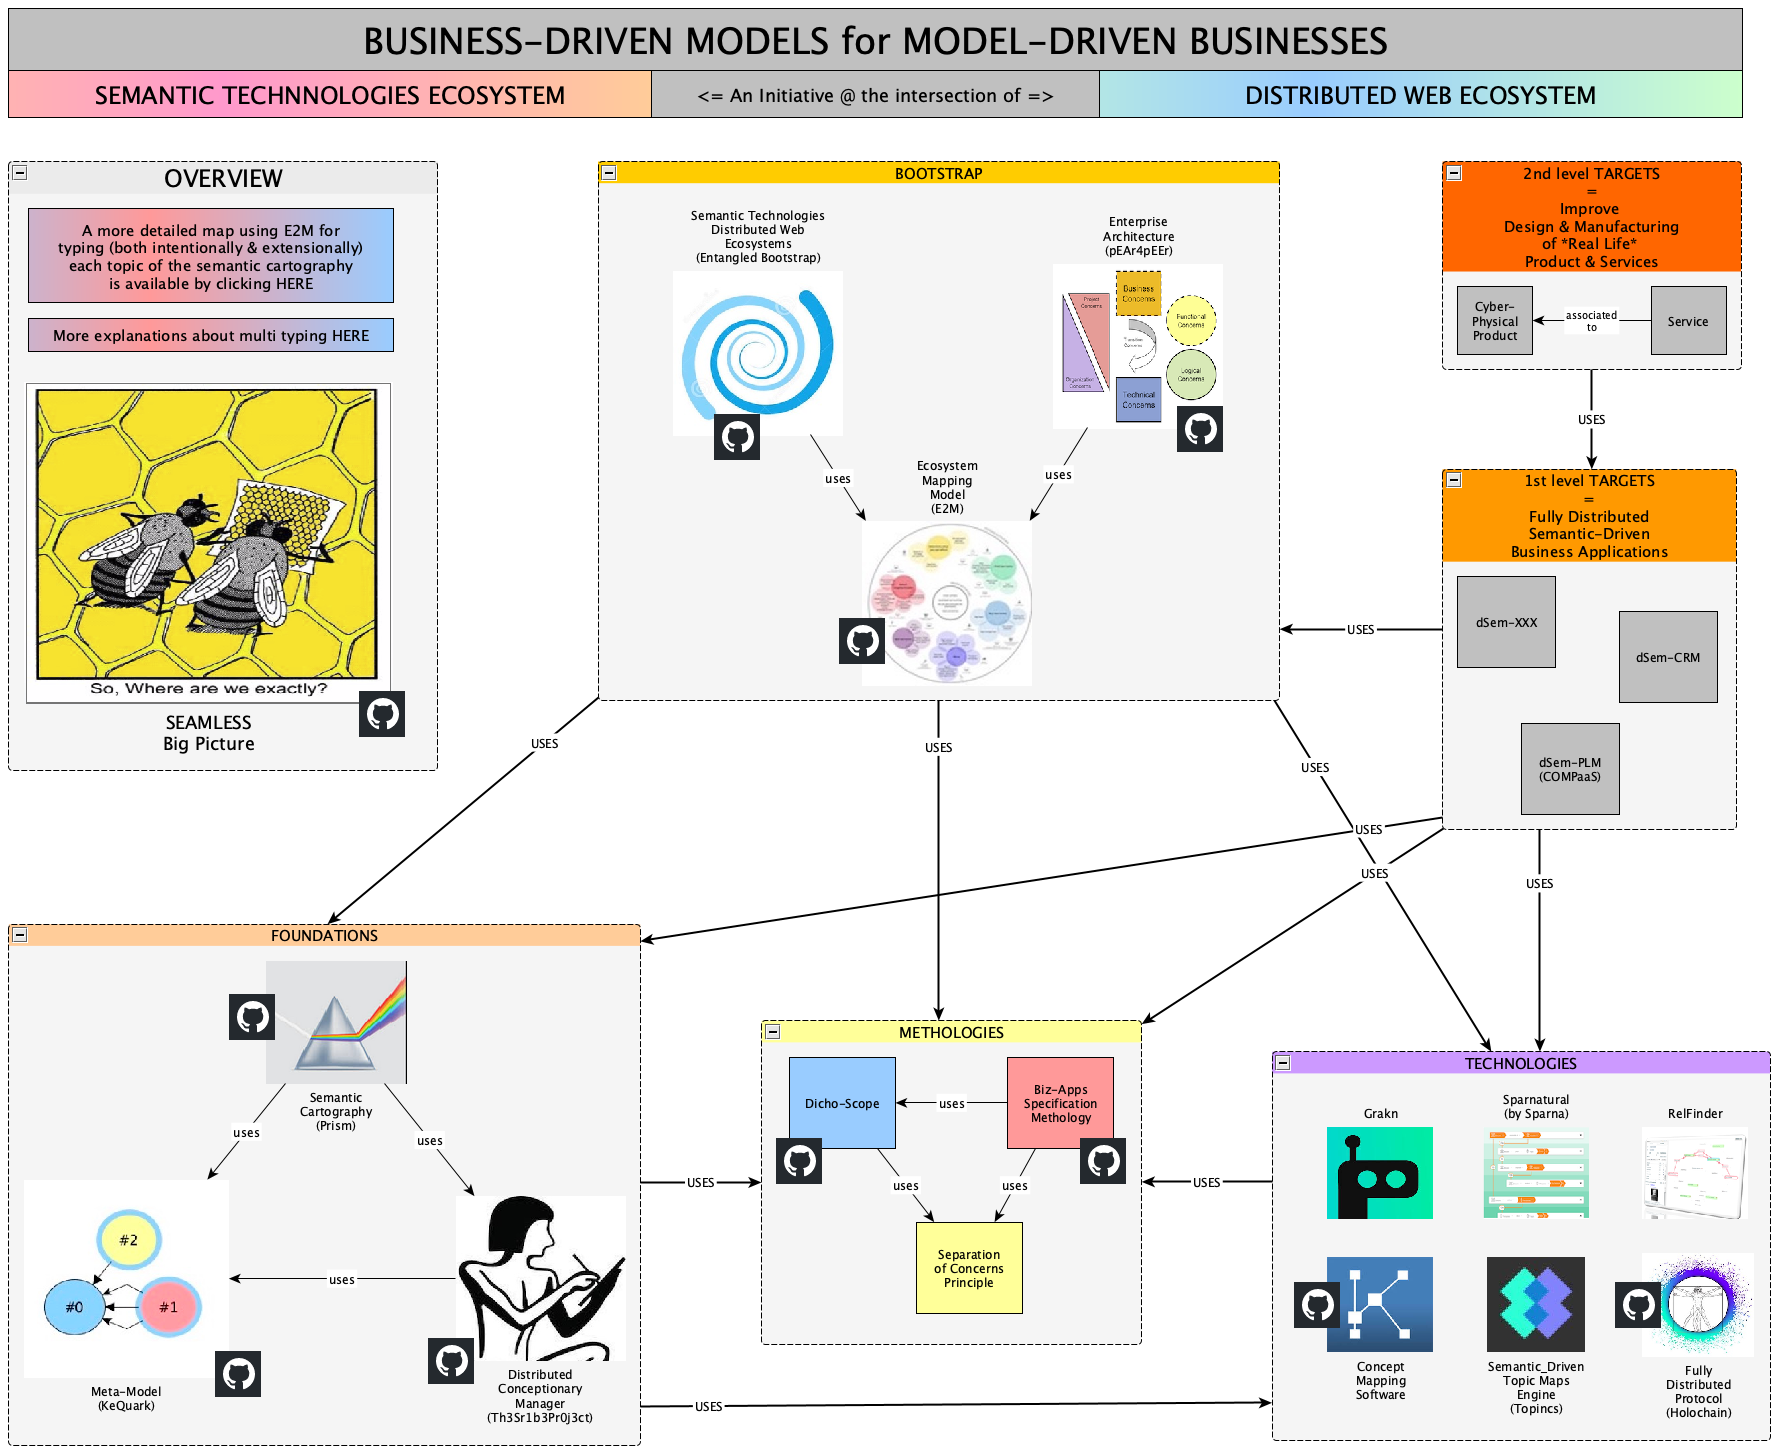 BUSINESS-DRIVEN MODELS for MODEL-DRIVEN BUSINESSES
SEMANTIC TECHNNOLOGIES ECOSYSTEM
<= An Initiative @ the intersection of =>
DISTRIBUTED WEB ECOSYSTEM
OVERVIEW
A more detailed map using E2M for
typing (both intentionally & extensionally)
each topic of the semantic cartography
is available by clicking HERE
More explanations about multi typing HERE
So, Where are we exactly?
SEAMLESS
Big Picture
BOOTSTRAP
Semantic Technologies
Distributed Web
Ecosystems
(Entangled Bootstrap)
Enterprise
Architecture
(pEAr4pEEr)
Project
Concerns
Organization
Concerns
Business
Concerns
Transition
Concerns
Technical
Concerns
Functional
Concerns
Logical
Concerns
uses
uses
Ecosystem
Mapping
Model
(E2M)
2nd level TARGETS
=
Improve
Design & Manufacturing
of *Real Life*
Product & Services
Cyber-
Physical
Product
associated
to
Service
USES
1st level TARGETS
=
Fully Distributed
Semantic-Driven
Business Applications
dSem-XXX
dSem-CRM
dSem-PLM
(COMPaaS)
USES
USES
USES
USES
USES
USES
USES
FOUNDATIONS
Semantic
Cartography
(Prism)
uses
uses
#2
#0
#1
uses
Meta-Model
(KeQuark)
Distributed
Conceptionary
Manager
(Th3Sr1b3Pr0j3ct)
USES
USES
METHOLOGIES
Dicho-Scope
uses
Biz-Apps
Specification
Methology
uses
uses
Separation
of Concerns
Principle
USES
TECHNOLOGIES
Grakn
Sparnatural
(by Sparna)
RelFinder
Concept
Mapping
Software
Semantic_Driven
Topic Maps
Engine
(Topincs)
Fully
Distributed
Protocol
(Holochain)